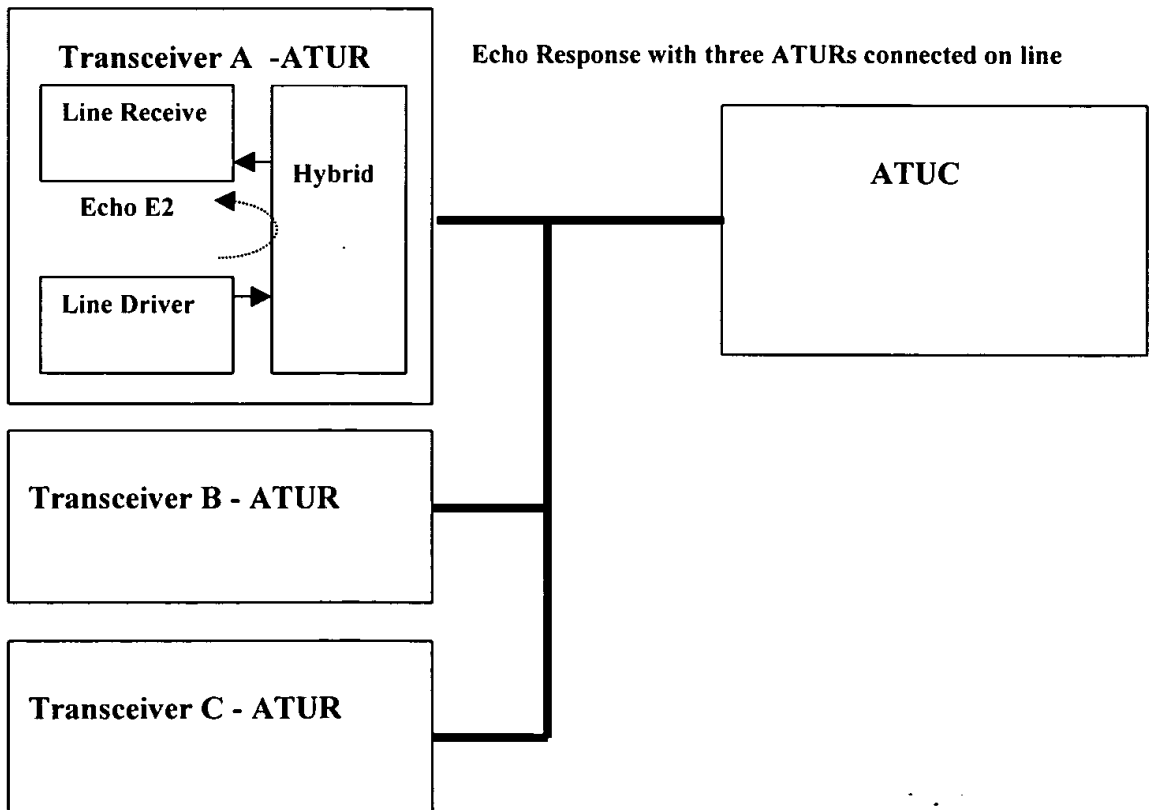 Transceiver A -ATUR
Echo Response with three ATURs connected on line
Line Receive
Hybrid
ATUC
Echo E2
Line Driver
Transceiver B - ATUR
Transceiver C - ATUR